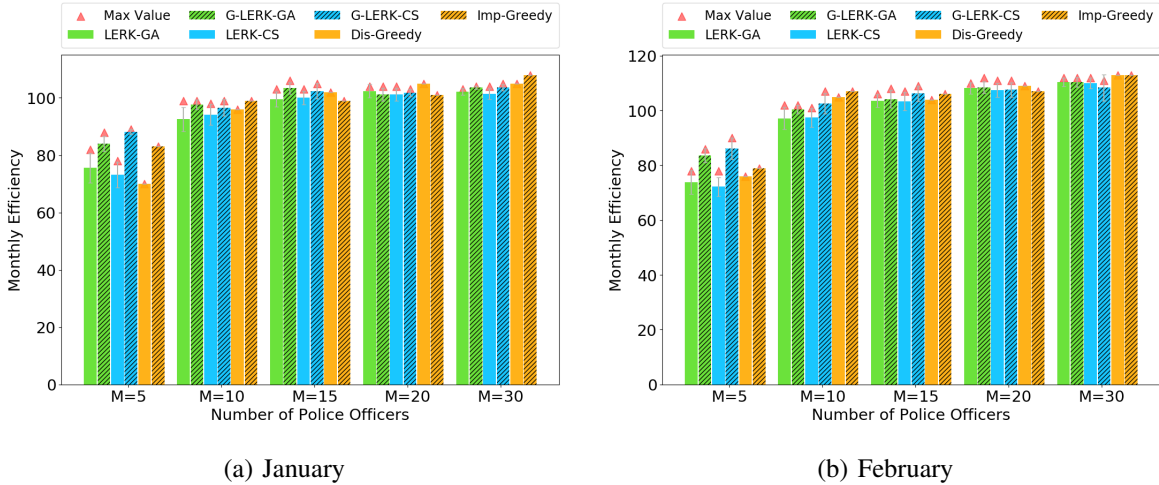 Max Value G-LERK-GA G-LERK-CS Imp-Greedy
LERK-GA LERK-CS Dis-Greedy
100
80
60
40
20
0
Monthly Efficiency
M=5 M=10 M=15 M=20 M=30
Number of Police Officers
(a) January
Max Value G-LERK-GA G-LERK-CS Imp-Greedy
LERK-GA LERK-CS Dis-Greedy
120
100
80
60
40
20
0
Monthly Efficiency
M=5 M=10 M=15 M=20 M=30
Number of Police Officers
(b) February